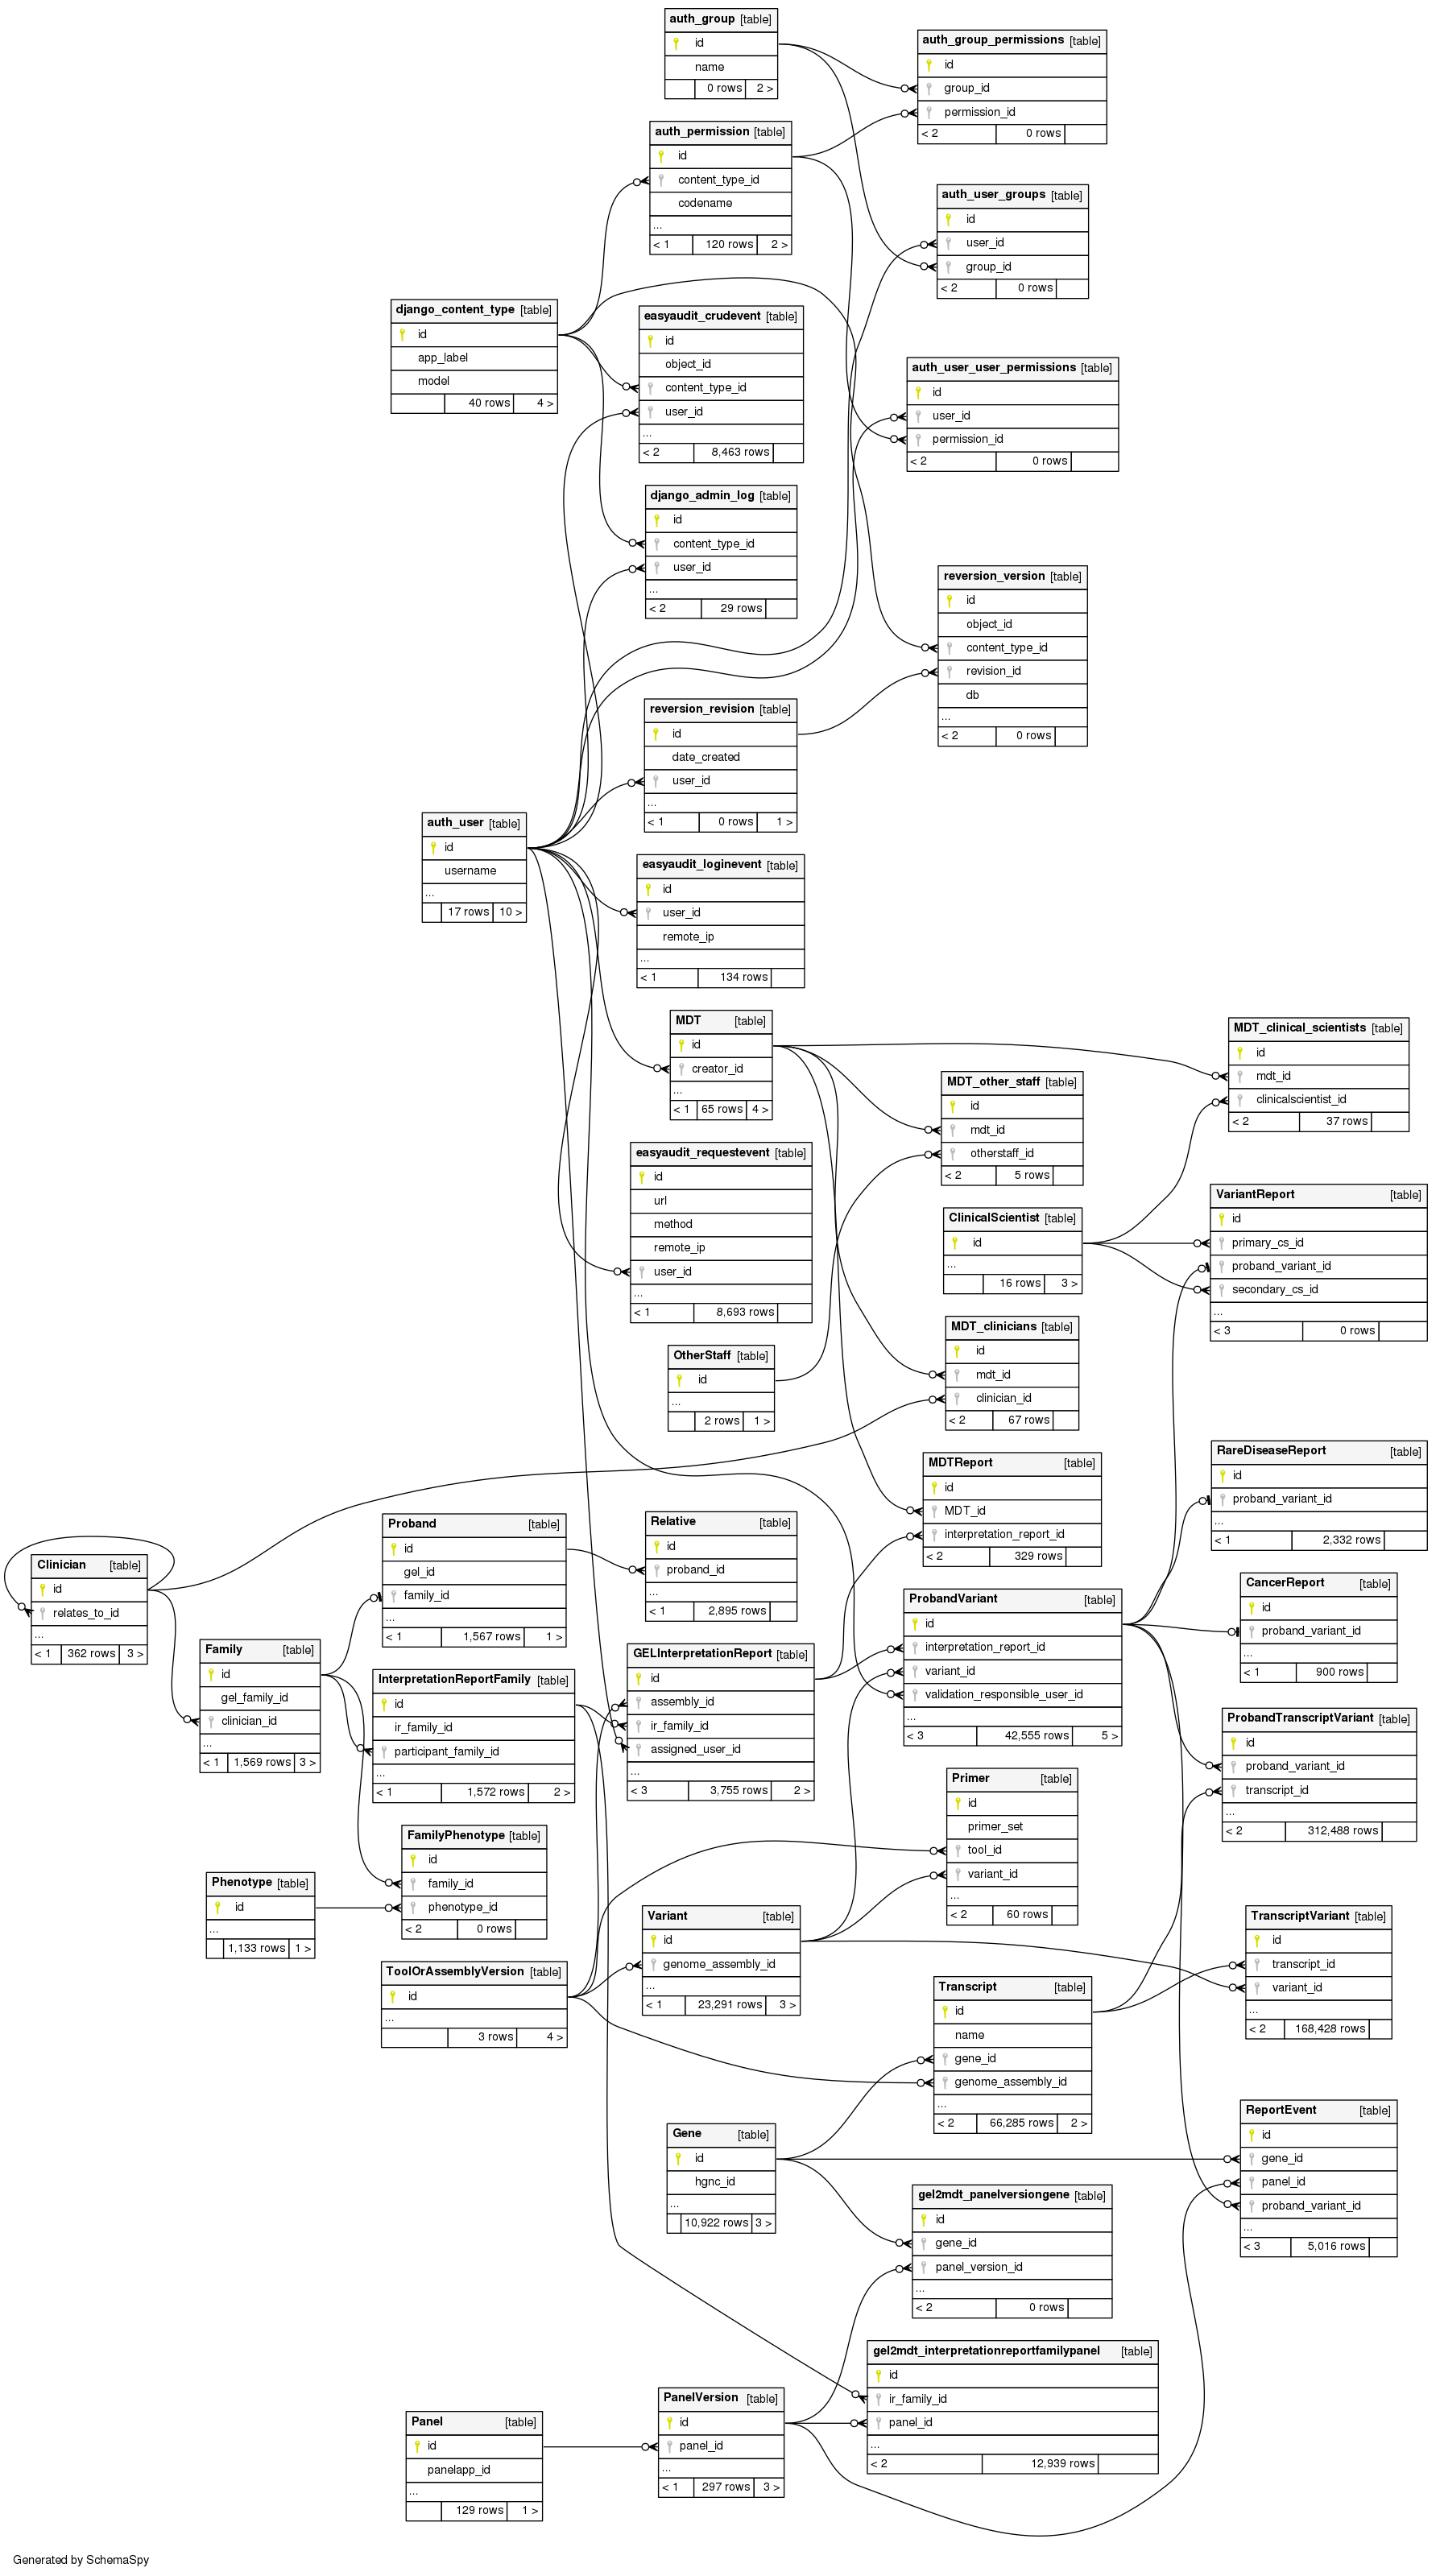 auth_group [table]
id
name
0 rows 2 >
auth_group_permissions [table]
id
group_id
permission_id
< 2 0 rows
auth_permission [table]
id
content_type_id
codename
...
< 1 120 rows 2 >
auth_user_groups [table]
id
user_id
group_id
< 2 0 rows
django_content_type [table]
id
app_label
model
40 rows 4 >
easyaudit_crudevent [table]
id
object_id
content_type_id
user_id
...
< 2 8,463 rows
auth_user_user_permissions [table]
id
user_id
permission_id
< 2 0 rows
django_admin_log [table]
id
content_type_id
user_id
...
< 2 29 rows
reversion_version [table]
id
object_id
content_type_id
revision_id
db
...
< 2 0 rows
reversion_revision [table]
id
date_created
user_id
...
< 1 0 rows 1 >
auth_user [table]
id
username
...
17 rows 10 >
easyaudit_loginevent [table]
id
user_id
remote_ip
...
< 1 134 rows
MDT [table]
id
creator_id
...
< 1 65 rows 4 >
MDT_clinical_scientists [table]
id
mdt_id
clinicalscientist_id
< 2 37 rows
MDT_other_staff [table]
id
mdt_id
otherstaff_id
< 2 5 rows
easyaudit_requestevent [table]
id
url
method
remote_ip
user_id
...
< 1 8,693 rows
ClinicalScientist [table]
id
...
16 rows 3 >
VariantReport [table]
id
primary_cs_id
proband_variant_id
secondary_cs_id
...
< 3 0 rows
MDT_clinicians [table]
id
mdt_id
clinician_id
< 2 67 rows
OtherStaff [table]
id
...
2 rows 1 >
MDTReport [table]
id
MDT_id
interpretation_report_id
< 2 329 rows
RareDiseaseReport [table]
id
proband_variant_id
...
< 1 2,332 rows
Clinician [table]
id
relates_to_id
...
< 1 362 rows 3 >
Proband [table]
id
gel_id
family_id
...
< 1 1,567 rows 1 >
Relative [table]
id
proband_id
...
< 1 2,895 rows
CancerReport [table]
id
proband_variant_id
...
< 1 900 rows
ProbandVariant [table]
id
interpretation_report_id
variant_id
validation_responsible_user_id
...
< 3 42,555 rows 5 >
Family [table]
id
gel_family_id
clinician_id
...
< 1 1,569 rows 3 >
InterpretationReportFamily [table]
id
ir_family_id
participant_family_id
...
< 1 1,572 rows 2 >
GELInterpretationReport [table]
id
assembly_id
ir_family_id
assigned_user_id
...
< 3 3,755 rows 2 >
ProbandTranscriptVariant [table]
id
proband_variant_id
transcript_id
...
< 2 312,488 rows
Primer [table]
id
primer_set
tool_id
variant_id
...
< 2 60 rows
FamilyPhenotype [table]
id
family_id
phenotype_id
< 2 0 rows
Phenotype [table]
id
...
1,133 rows 1 >
Variant [table]
id
genome_assembly_id
...
< 1 23,291 rows 3 >
TranscriptVariant [table]
id
transcript_id
variant_id
...
< 2 168,428 rows
ToolOrAssemblyVersion [table]
id
...
3 rows 4 >
Transcript [table]
id
name
gene_id
genome_assembly_id
...
< 2 66,285 rows 2 >
ReportEvent [table]
id
gene_id
panel_id
proband_variant_id
...
< 3 5,016 rows
Gene [table]
id
hgnc_id
...
10,922 rows 3 >
gel2mdt_panelversiongene [table]
id
gene_id
panel_version_id
...
< 2 0 rows
gel2mdt_interpretationreportfamilypanel [table]
id
ir_family_id
panel_id
...
< 2 12,939 rows
PanelVersion [table]
id
panel_id
...
< 1 297 rows 3 >
Panel [table]
id
panelapp_id
...
129 rows 1 >
Generated by SchemaSpy